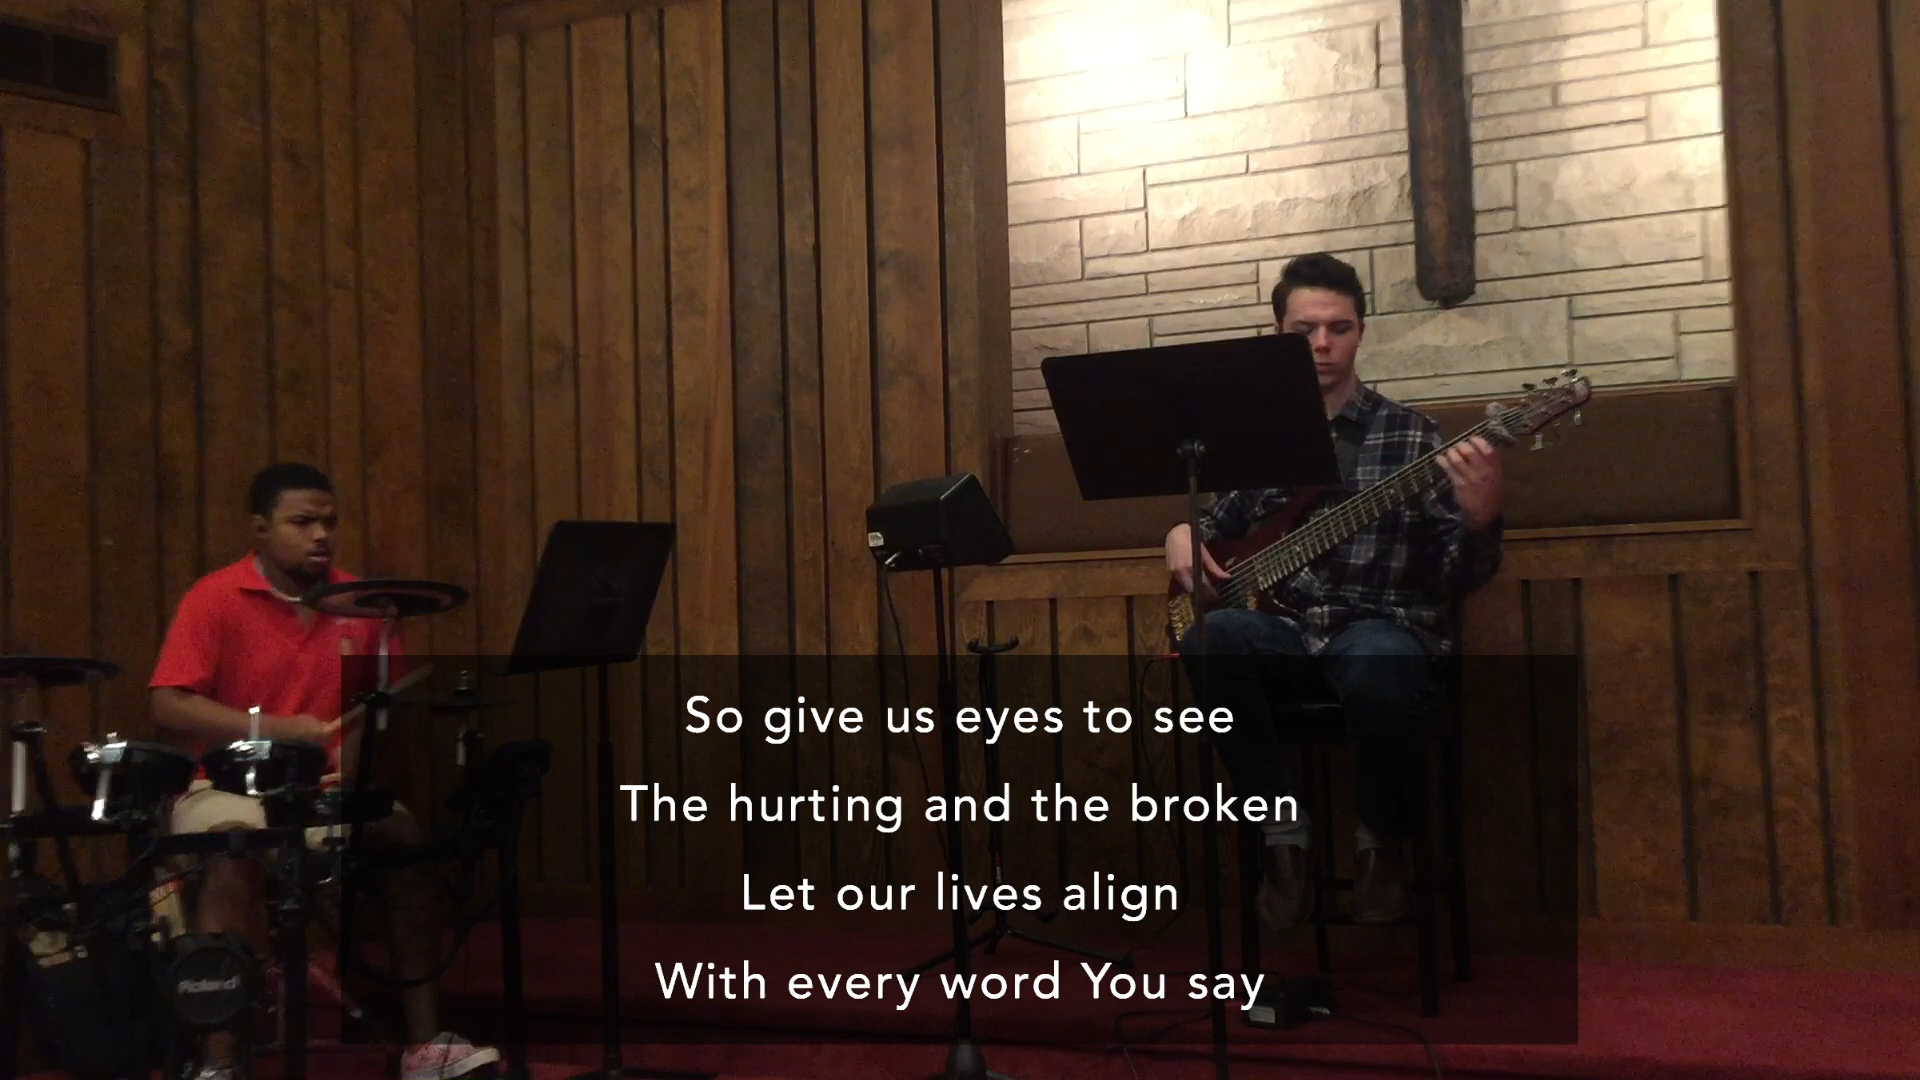 So give us eyes to see
The hurting and the broken
Let our lives align
With every word You say
Roland